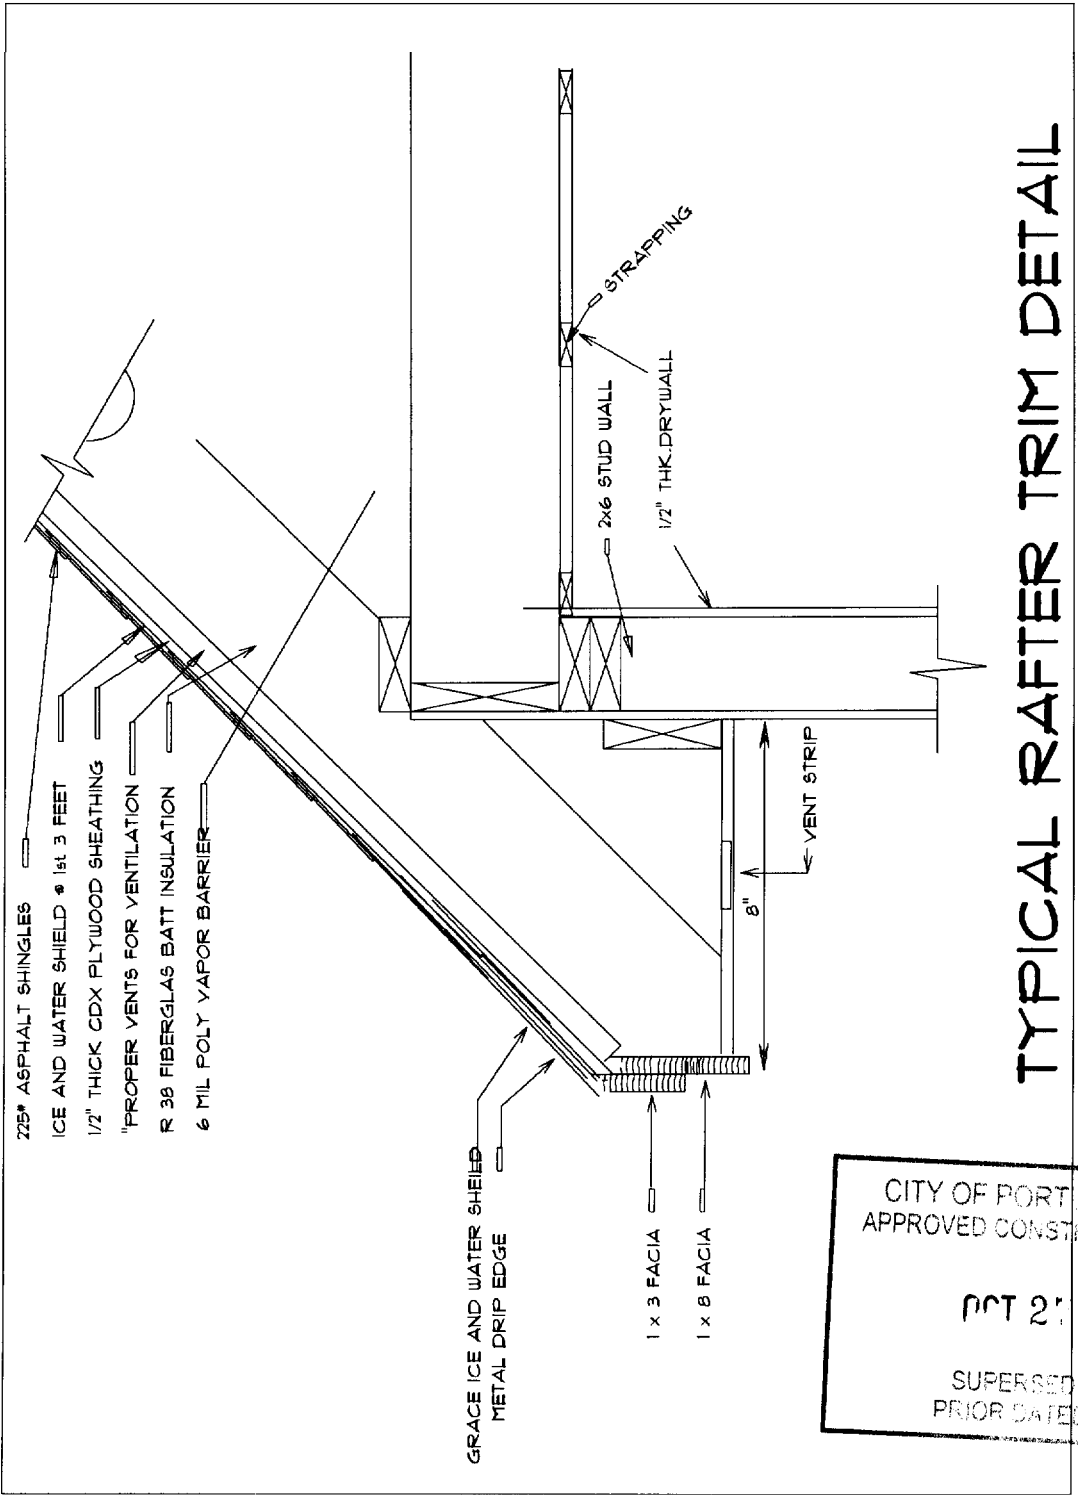 225# ASPHALT SHINGLES
ICE AND WATER SHIELD @ 1st 3 FEET
1/2" THICK CDX PLYWOOD SHEATHING
"PROPER VENTS FOR VENTILATION
R 38 FIBERGLAS BATT INSULATION
6 MIL POLY VAPOR BARRIER
GRACE ICE AND WATER SHEILD
METAL DRIP EDGE
1 x 3 FACIA
1 x 8 FACIA
STRAPPING
2x6 STUD WALL
1/2" THK.DRYWALL
VENT STRIP
8"
TYPICAL RAFTER TRIM DETAIL
CITY OF PORT
APPROVED CONST
OCT 27
SUPERSED
PRIOR DATE